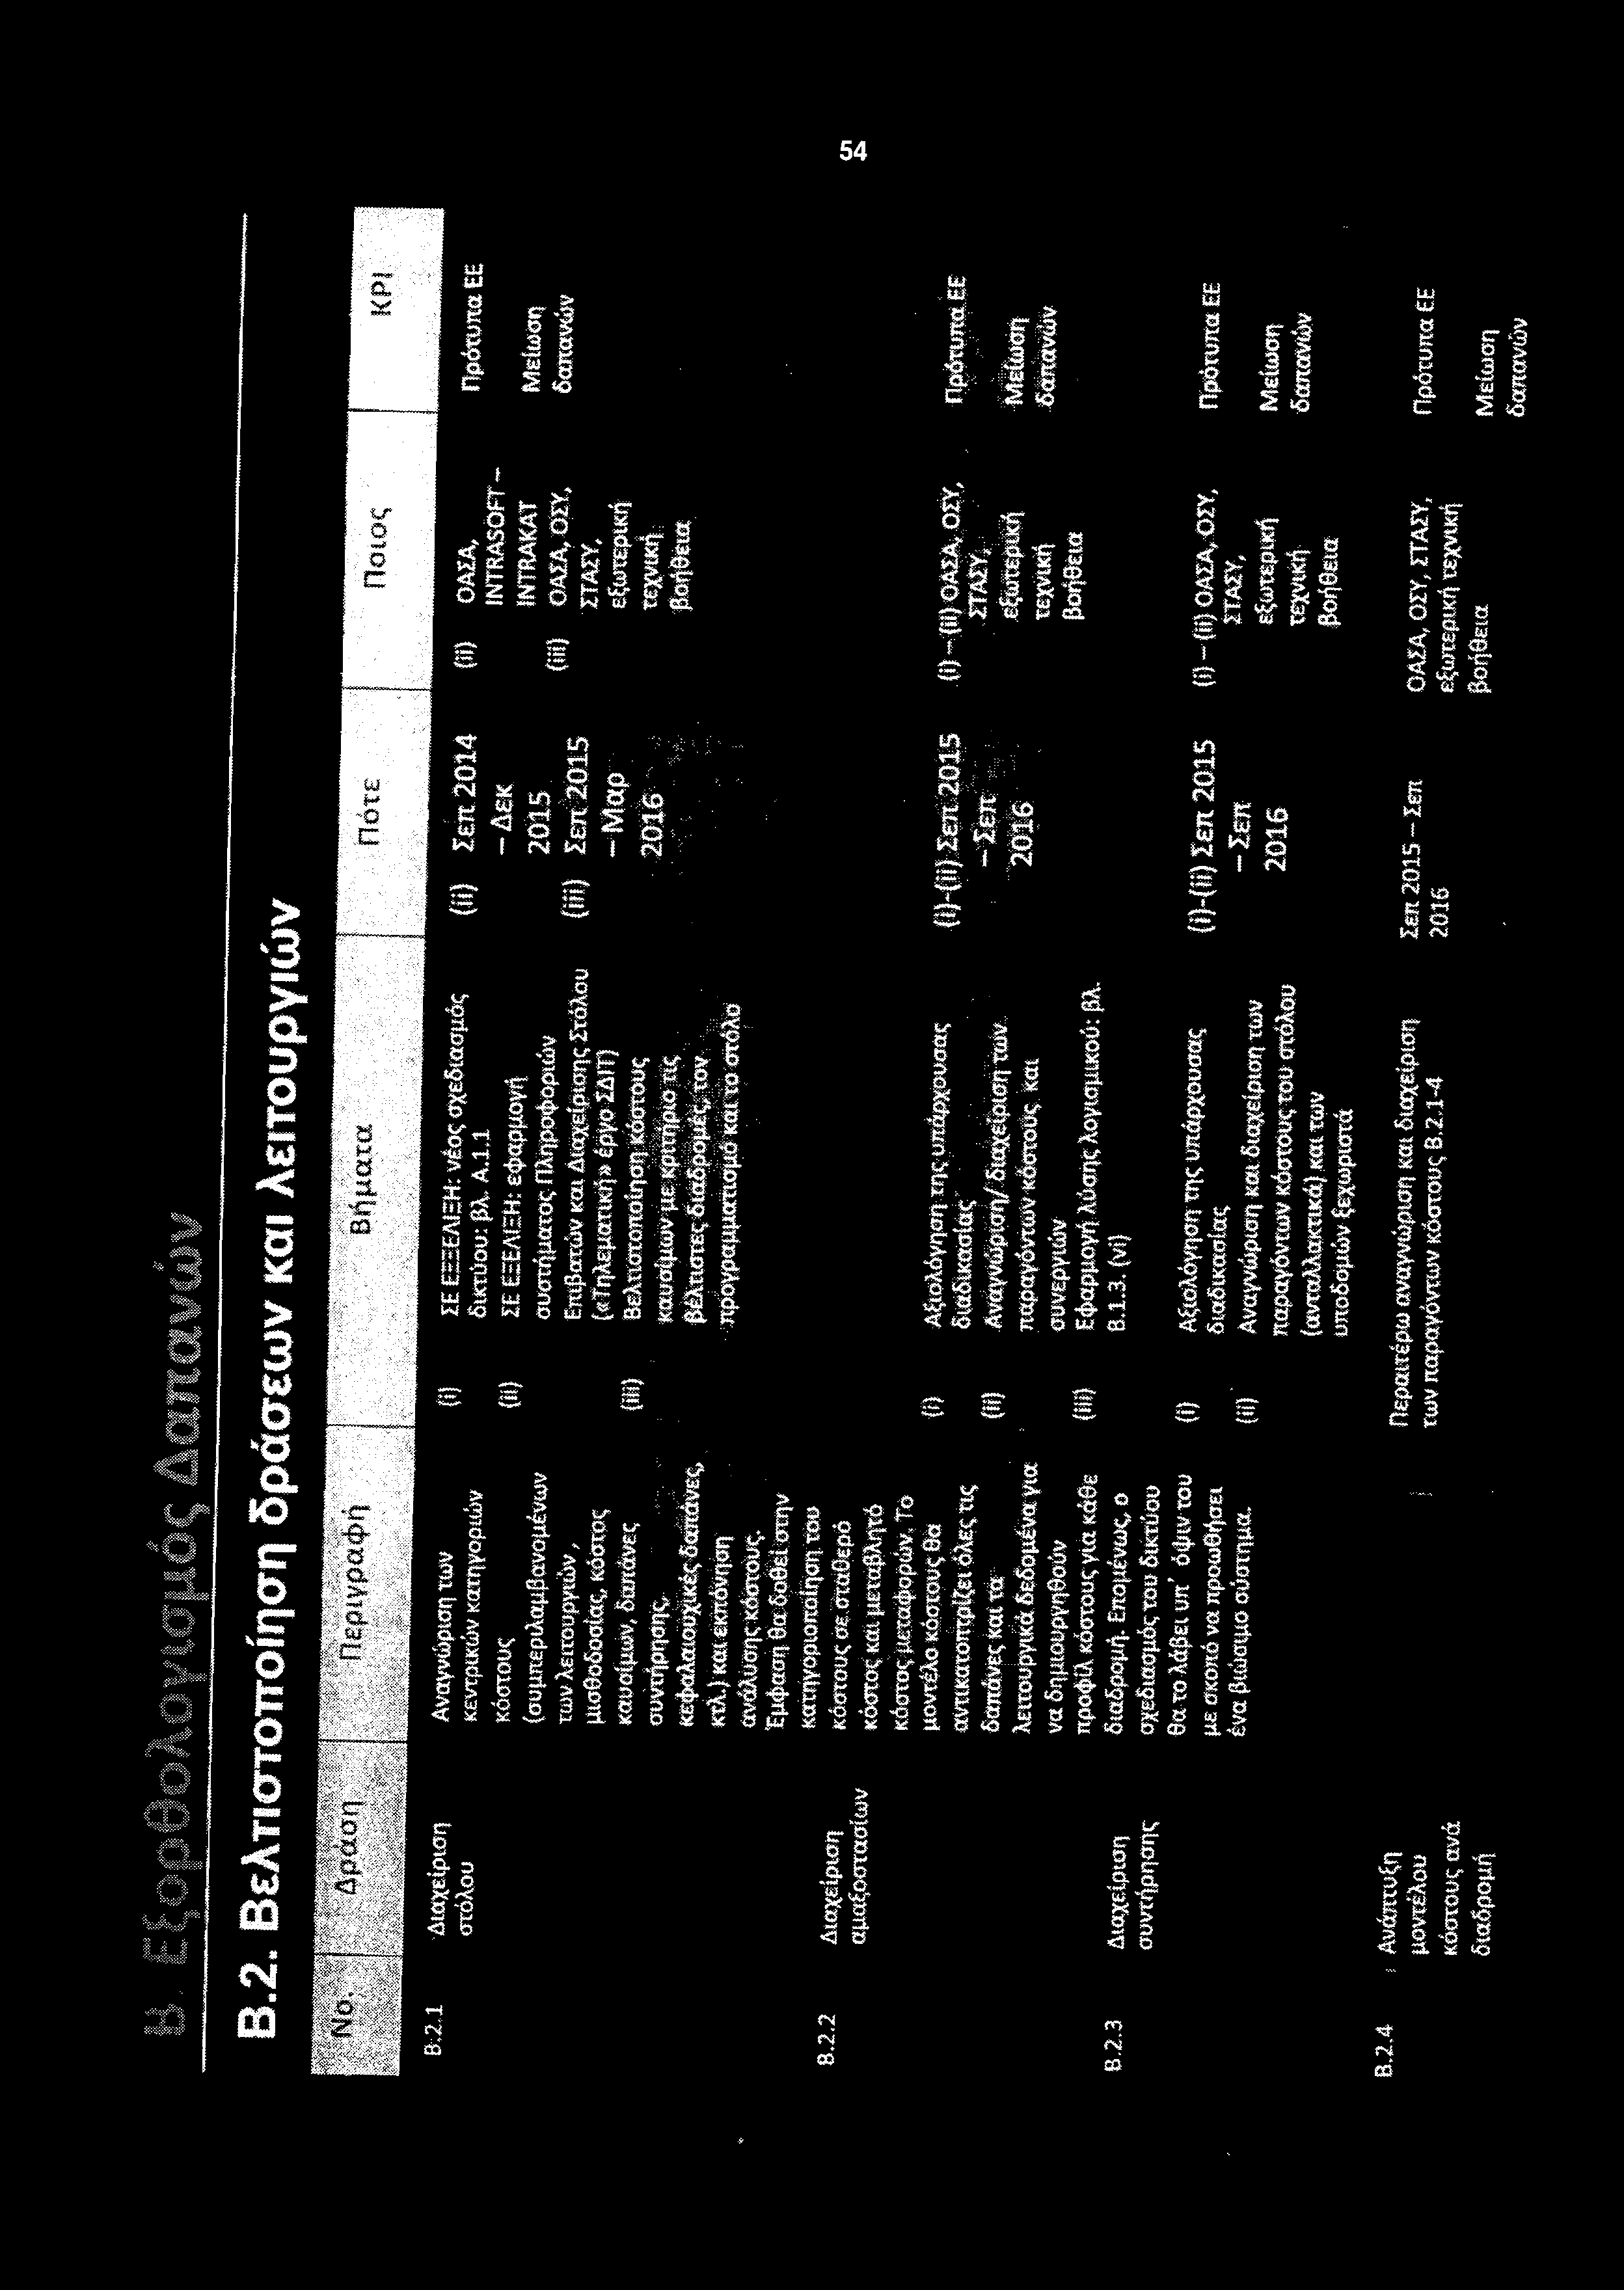 54
Β. Εξορθολογισμός Δαπανών
Β.2. Βελτιστοποίηση δράσεων και λειτουργιών
Νο.
Δράση
Περιγραφή
Βήματα
Πότε
Ποιος
KPI
Β.2.1
Διαχείριση
στόλου
Αναγνώριση των
κεντρικών κατηγοριών
κόστους
(συμπεριλαμβανομένων
των λειτουργιών,
μισθοδοσίας, κόστος
καυσίμων, δαπάνες
συντήρησης,
κεφαλαιουχικές δαπάνες,
κτλ.) και εκπόνηση
ανάλυσης κόστους.
Έμφαση θα δοθεί στην
κατηγοριοποίηση του
κόστους σε σταθερό
κόστος και μεταβλητό
κόστος μεταφορών. Το
μοντέλο κόστους θα
αντικατοπτρίζει όλες τις
δαπάνες και τα
λειτουργικά δεδομένα για
να δημιουργηθούν
προφίλ κόστους για κάθε
διαδρομή. Επομένως, ο
σχεδιασμός του δικτύου
θα το λάβει υπ' όψιν του
με σκοπό να προωθήσει
ένα βιώσιμο σύστημα.
(i) ΣΕ ΕΞΕΛΙΞΗ: νέος σχεδιασμός
δικτύου: βλ. Α.1.1
(ii) ΣΕ ΕΞΕΛΙΞΗ: εφαρμογή
συστήματος Πληροφοριών
Επιβατών και Διαχείρισης Στόλου
(«Τηλεματική» έργο ΣΔΙΤ)
(iii) Βελτιστοποίηση κόστους
καυσίμων με κριτήριο τις
βέλτιστες διαδρομές, τον
προγραμματισμό και το στόλο
(ii) Σεπ 2014
– Δεκ
2015
(iii) Σεπ 2015
– Μαρ
2016
(ii) ΟΑΣΑ,
INTRASOFT –
INTRAKAT
(iii) ΟΑΣΑ, ΟΣΥ,
ΣΤΑΣΥ,
εξωτερική
τεχνική
βοήθεια
Πρότυπα ΕΕ
Μείωση
δαπανών
Β.2.2
Διαχείριση
αμαξοστασίων
(i) Αξιολόγηση της υπάρχουσας
διαδικασίας
(ii) Αναγνώριση/ διαχείριση των
παραγόντων κόστους και
συνεργιών
(iii) Εφαρμογή λύσης λογισμικού: βλ.
Β.1.3. (vi)
(i)-(ii) Σεπ 2015
– Σεπ
2016
(i) – (ii) ΟΑΣΑ, ΟΣΥ,
ΣΤΑΣΥ,
εξωτερική
τεχνική
βοήθεια
Πρότυπα ΕΕ
Μείωση
δαπανών
Β.2.3
Διαχείριση
συντήρησης
(i) Αξιολόγηση της υπάρχουσας
διαδικασίας
(ii) Αναγνώριση και διαχείριση των
παραγόντων κόστους του στόλου
(ανταλλακτικά) και των
υποδομών ξεχωριστά
(i)-(ii) Σεπ 2015
– Σεπ
2016
(i) – (ii) ΟΑΣΑ, ΟΣΥ,
ΣΤΑΣΥ,
εξωτερική
τεχνική
βοήθεια
Πρότυπα ΕΕ
Μείωση
δαπανών
Β.2.4
Ανάπτυξη
μοντέλου
κόστους ανά
διαδρομή
Περαιτέρω αναγνώριση και διαχείριση
των παραγόντων κόστους Β.2.1-4
Σεπ 2015 – Σεπ
2016
ΟΑΣΑ, ΟΣΥ, ΣΤΑΣΥ,
εξωτερική τεχνική
βοήθεια
Πρότυπα ΕΕ
Μείωση
δαπανών